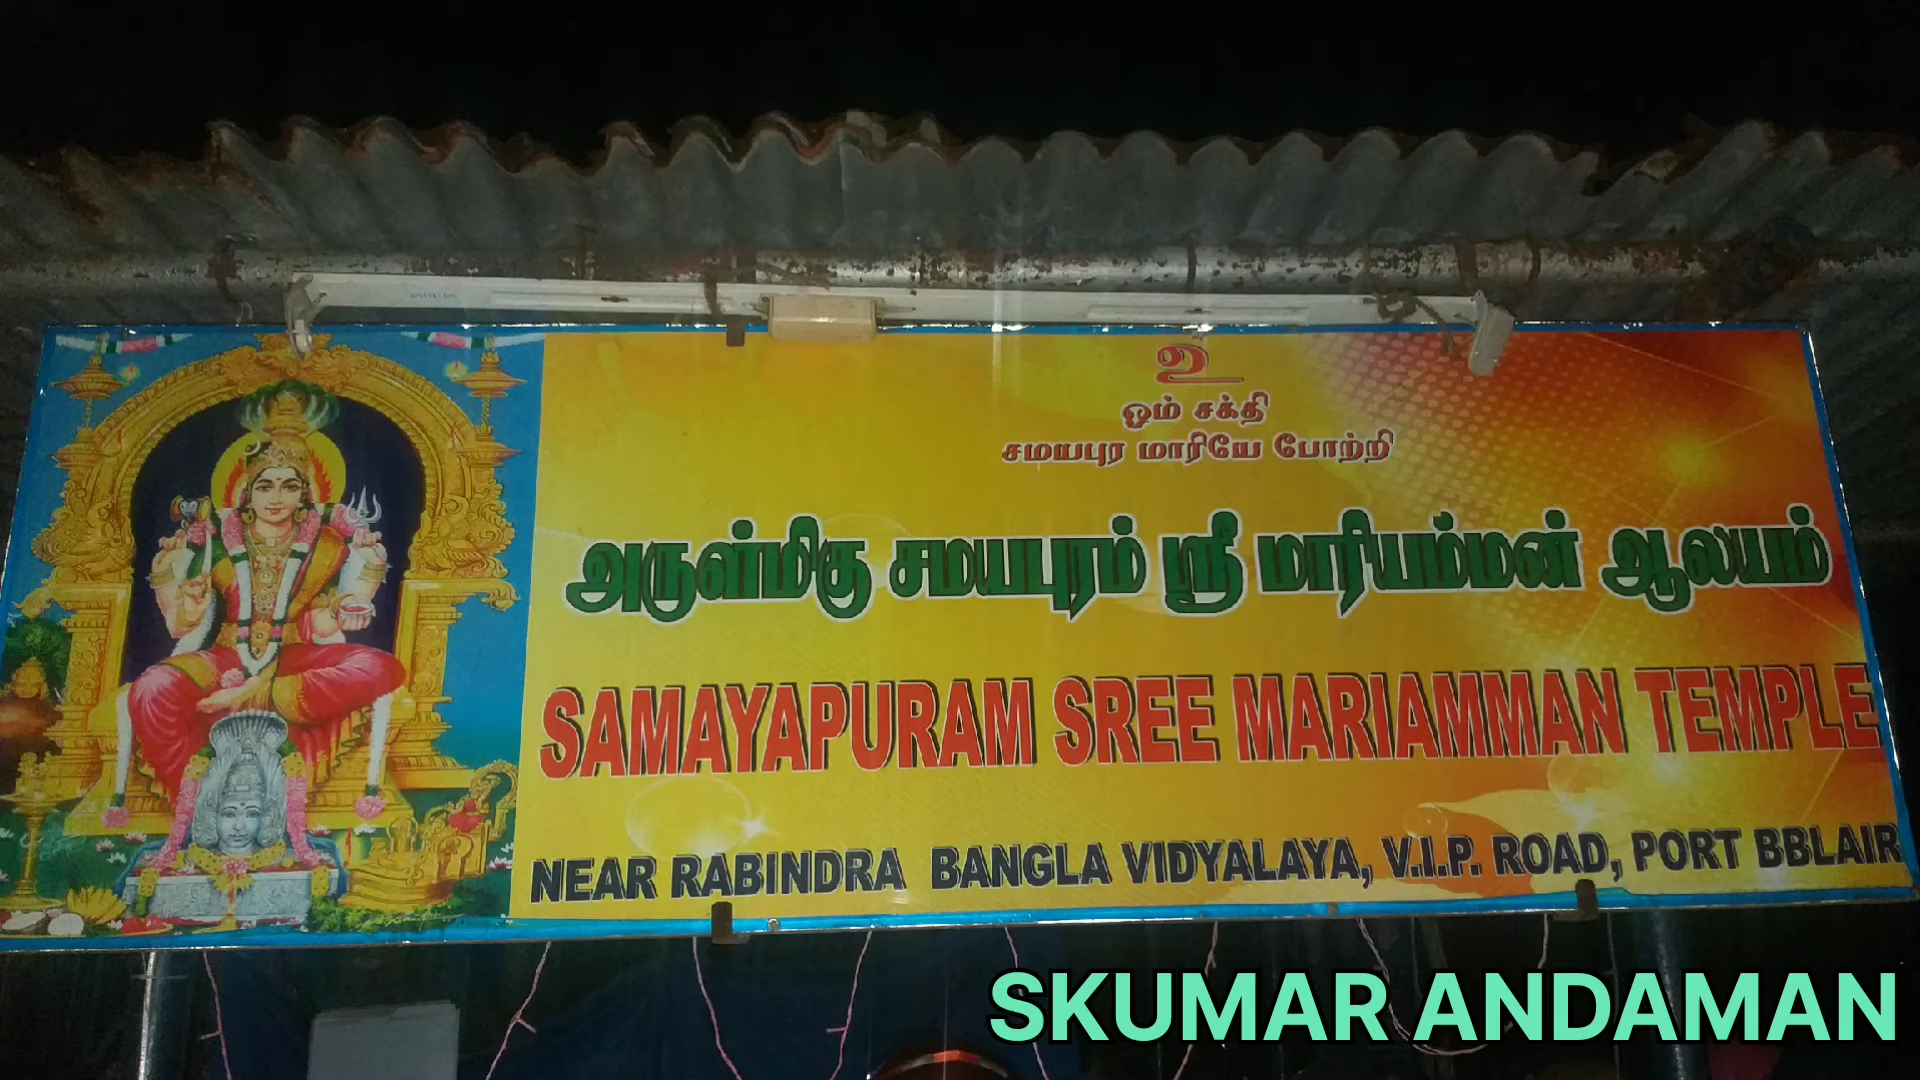 உ
ஓம் சக்தி
சமயபுர மாரியே போற்றி
அருள்மிகு சமயபுரம் ஸ்ரீ மாரியம்மன் ஆலயம்
SAMAYAPURAM SREE MARIAMMAN TEMPLE
NEAR RABINDRA BANGLA VIDYALAYA, V.I.P. ROAD, PORT BBLAIR
SKUMAR ANDAMAN